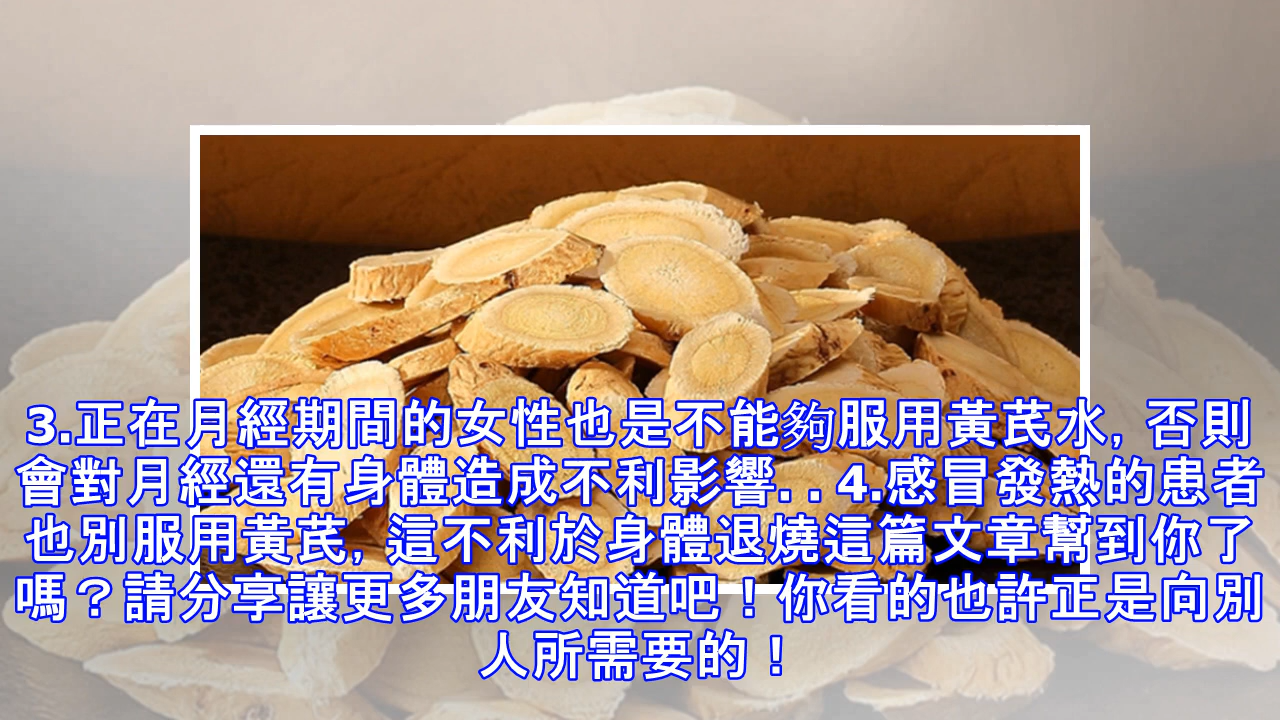 3.正在月經期間的女性也是不能夠服用黃芪水, 否則
會對月經還有身體造成不利影響. . 4.感冒發熱的患者
也別服用黃芪, 這不利於身體退燒這篇文章幫到你了
嗎？請分享讓更多朋友知道吧！你看的也許正是向別
人所需要的！